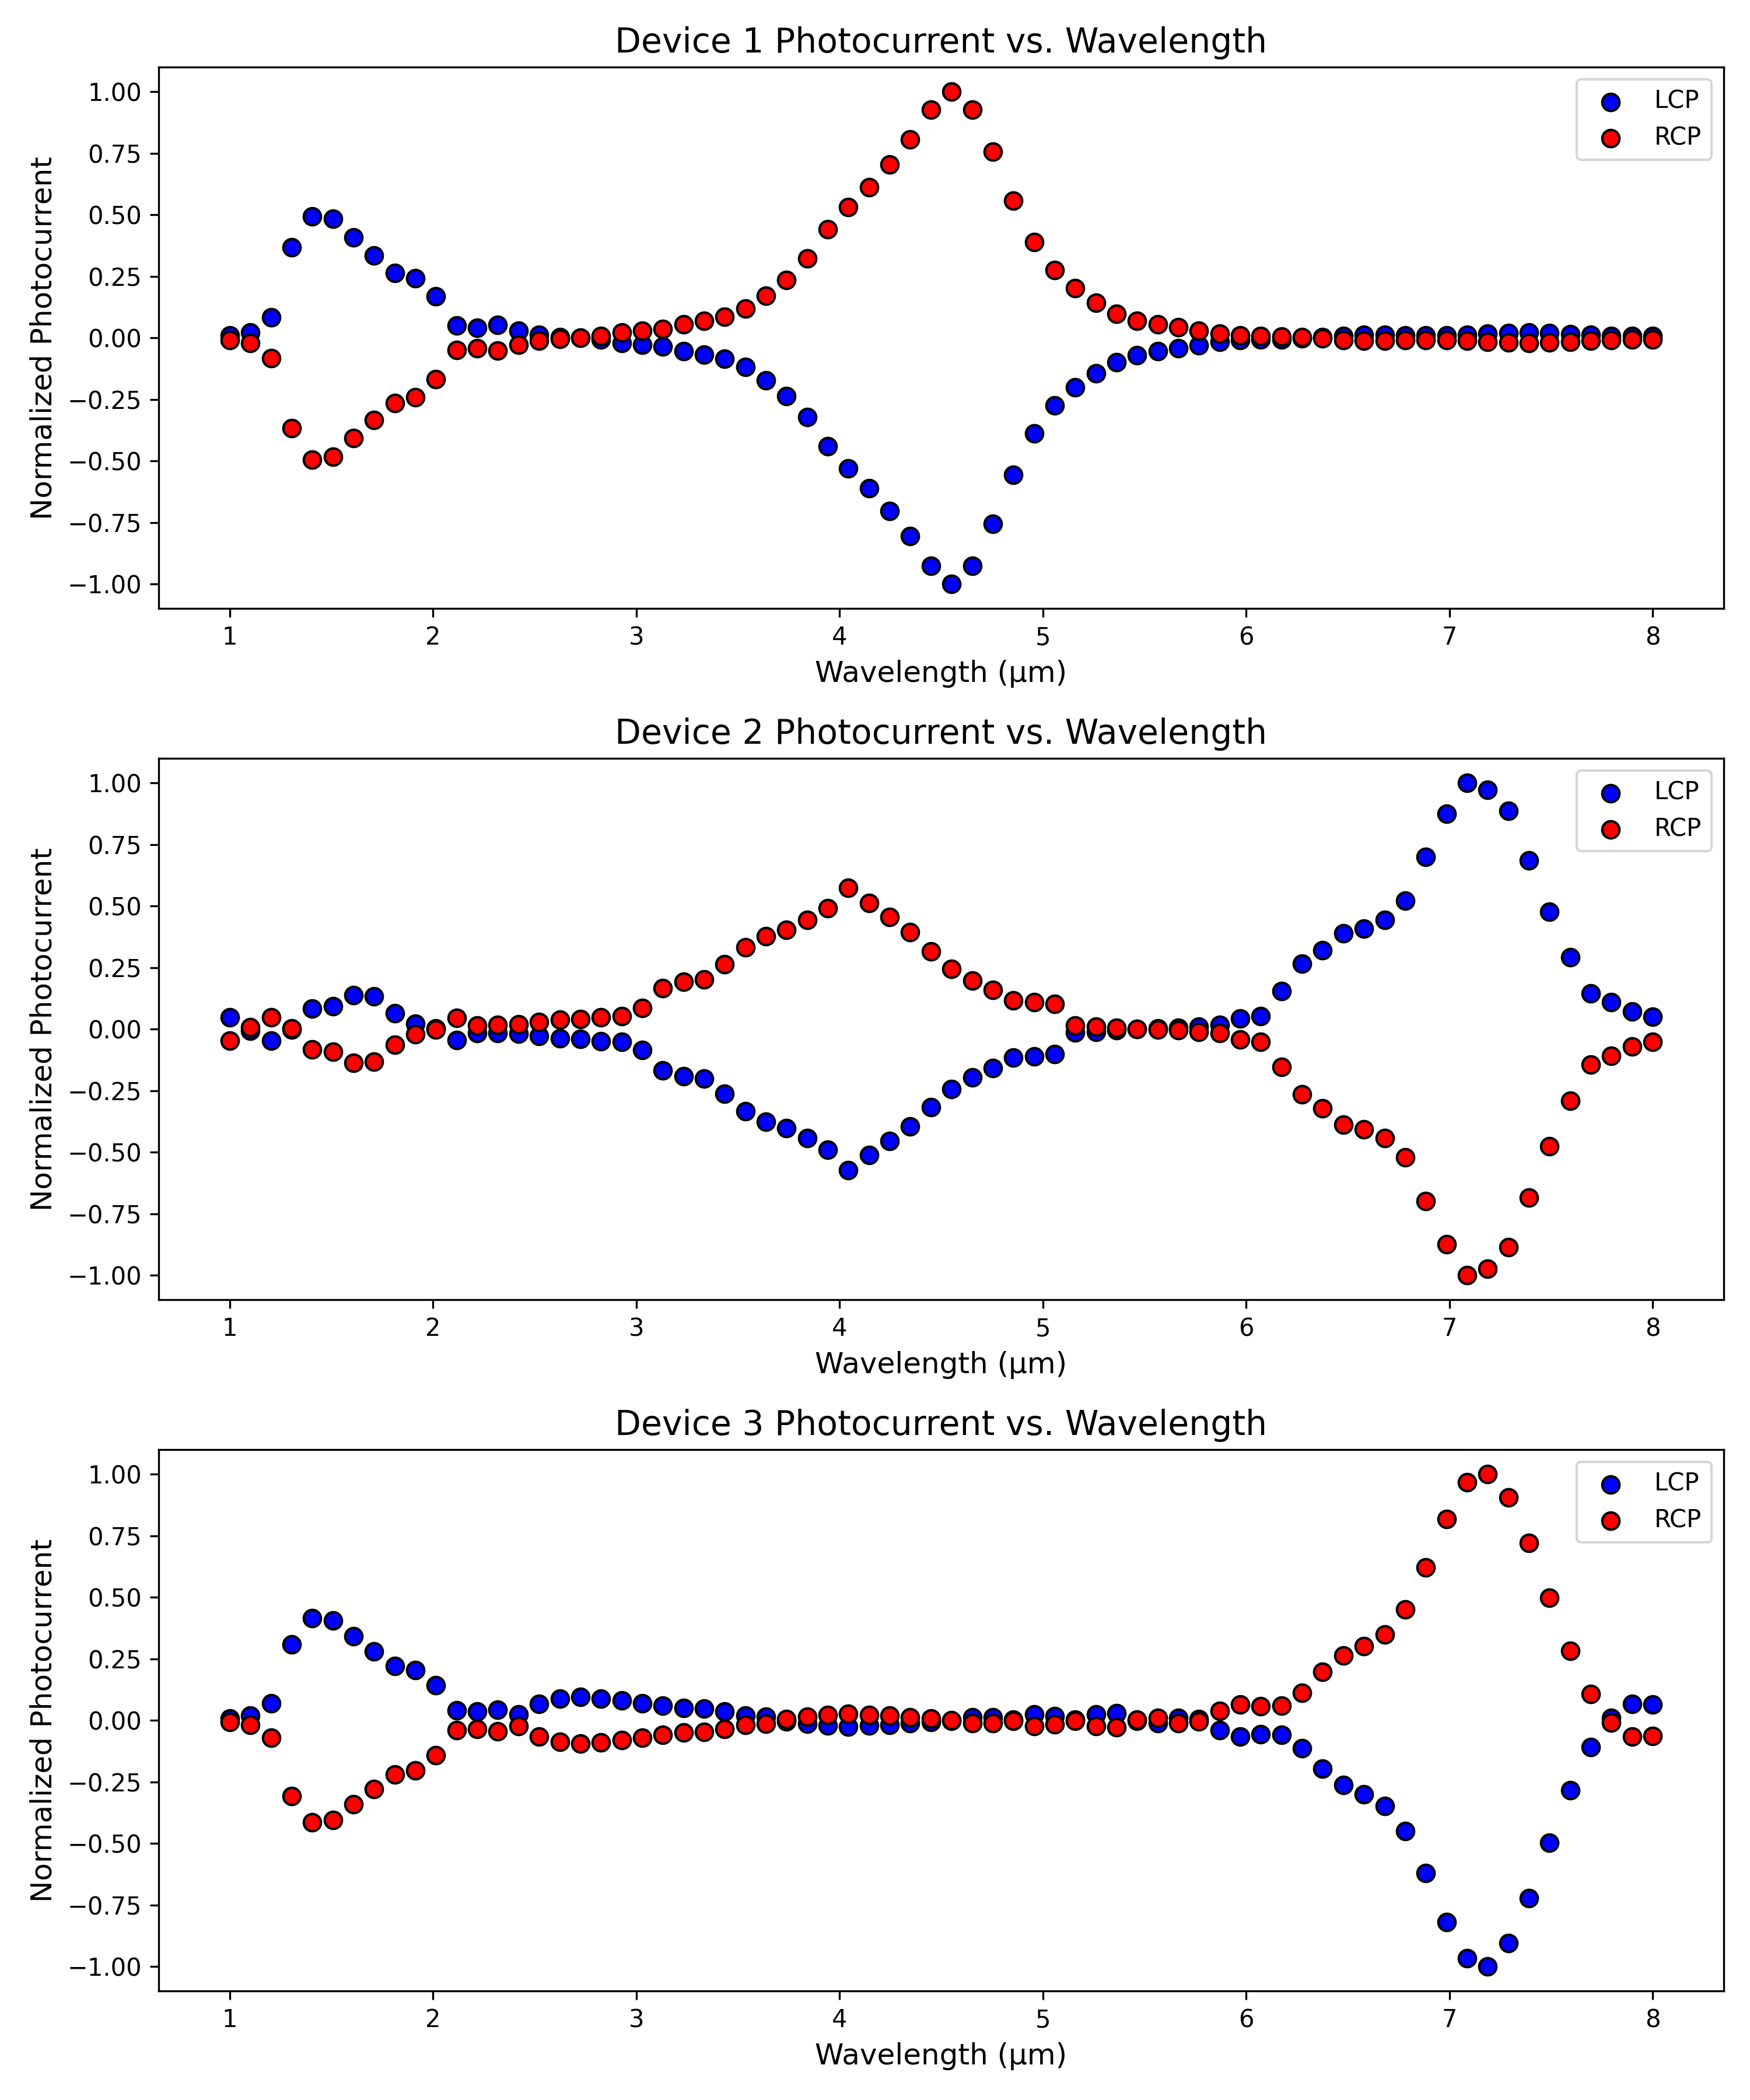 Device 1 Photocurrent vs. Wavelength
Normalized Photocurrent
1.00
0.75
0.50
0.25
0.00
−0.25
−0.50
−0.75
−1.00
LCP
RCP
1 2 3 4 5 6 7 8
Wavelength (μm)
Device 2 Photocurrent vs. Wavelength
Normalized Photocurrent
1.00
0.75
0.50
0.25
0.00
−0.25
−0.50
−0.75
−1.00
LCP
RCP
1 2 3 4 5 6 7 8
Wavelength (μm)
Device 3 Photocurrent vs. Wavelength
Normalized Photocurrent
1.00
0.75
0.50
0.25
0.00
−0.25
−0.50
−0.75
−1.00
LCP
RCP
1 2 3 4 5 6 7 8
Wavelength (μm)